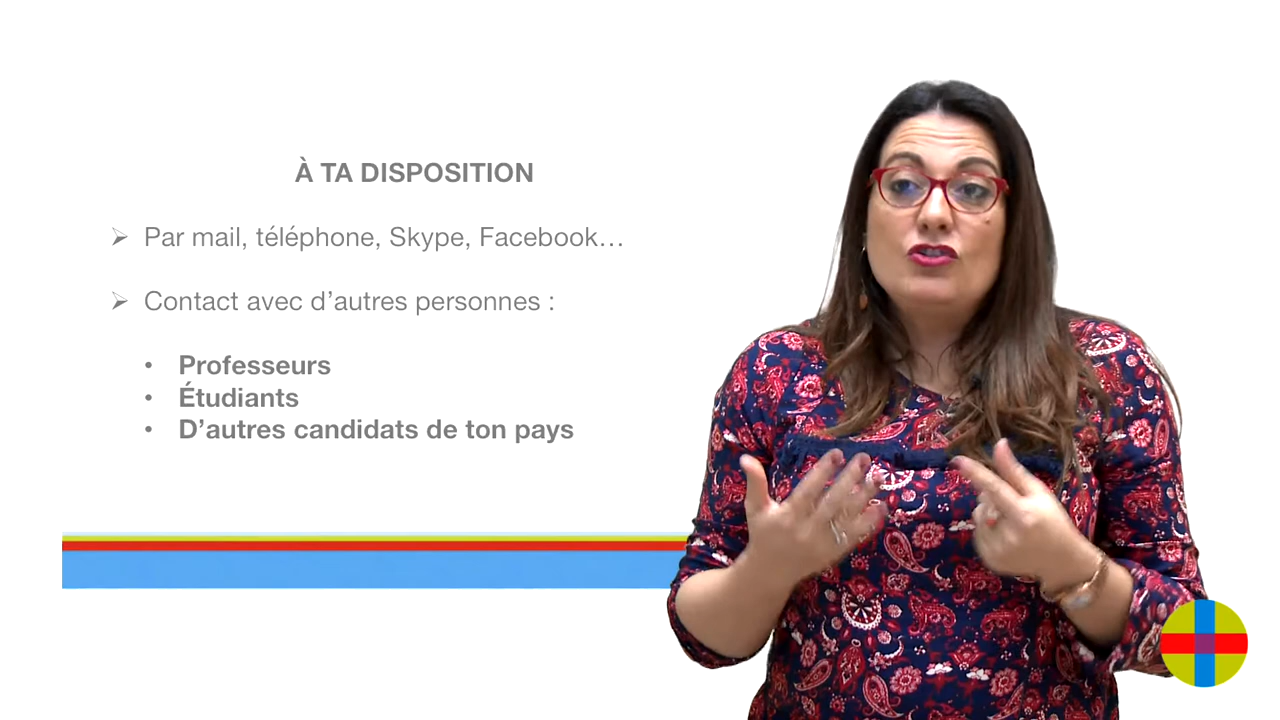 À TA DISPOSITION
➢ Par mail, téléphone, Skype, Facebook…
➢ Contact avec d’autres personnes :
• Professeurs
• Étudiants
• D’autres candidats de ton pays